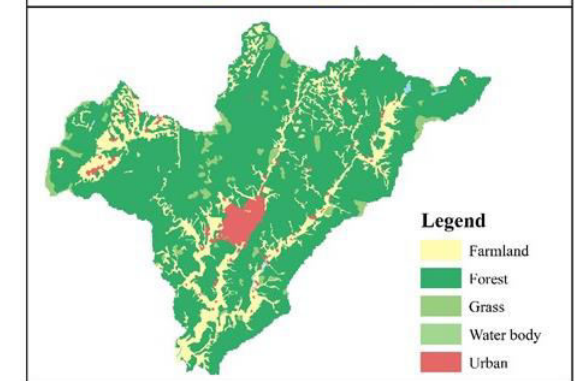 Legend
Farmland
Forest
Grass
Water body
Urban